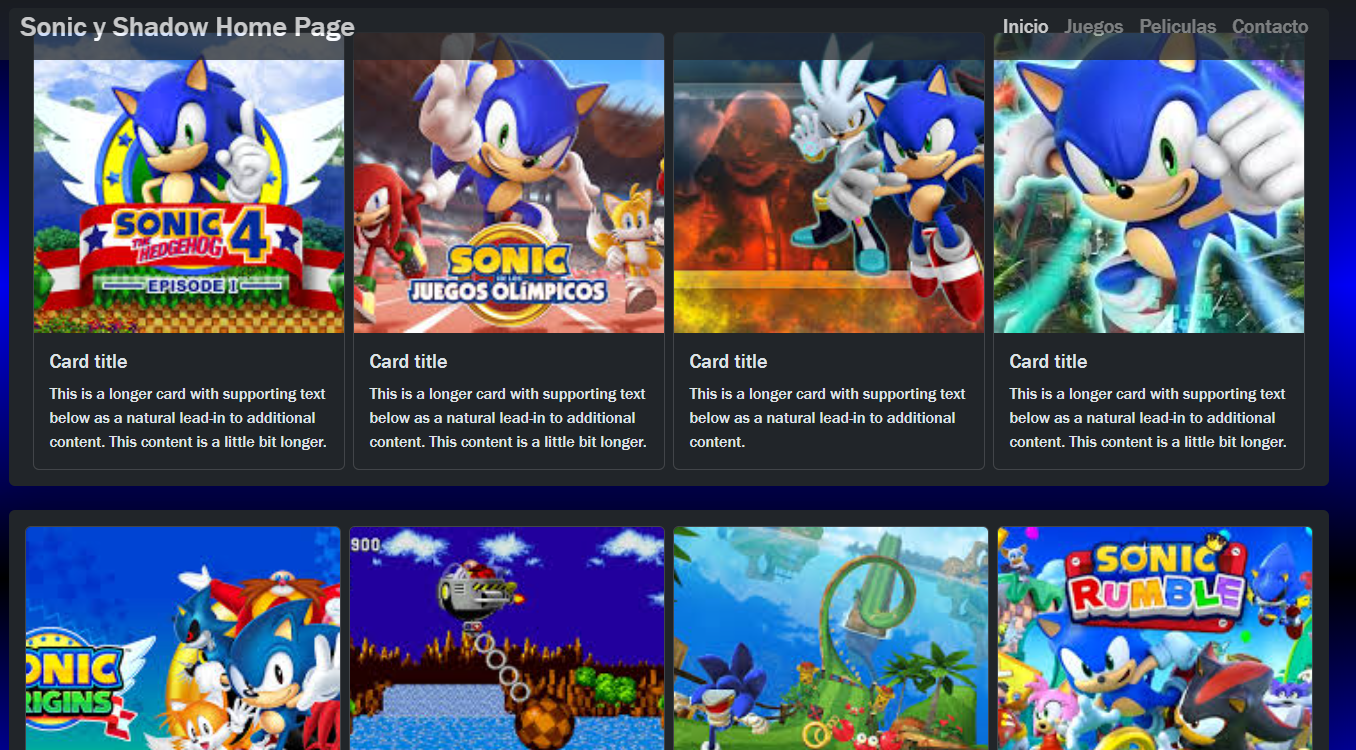 Sonic y Shadow Home Page
Inicio Juegos Peliculas Contacto
SONIC
THE
HEDGEHOG 4
EPISODE I
SONIC
EN LOS
JUEGOS OLÍMPICOS
Card title
This is a longer card with supporting text
below as a natural lead-in to additional
content. This content is a little bit longer.
Card title
This is a longer card with supporting text
below as a natural lead-in to additional
content. This content is a little bit longer.
Card title
This is a longer card with supporting text
below as a natural lead-in to additional
content.
Card title
This is a longer card with supporting text
below as a natural lead-in to additional
content. This content is a little bit longer.
ONIC
RIGINS
900
SONIC
RUMBLE